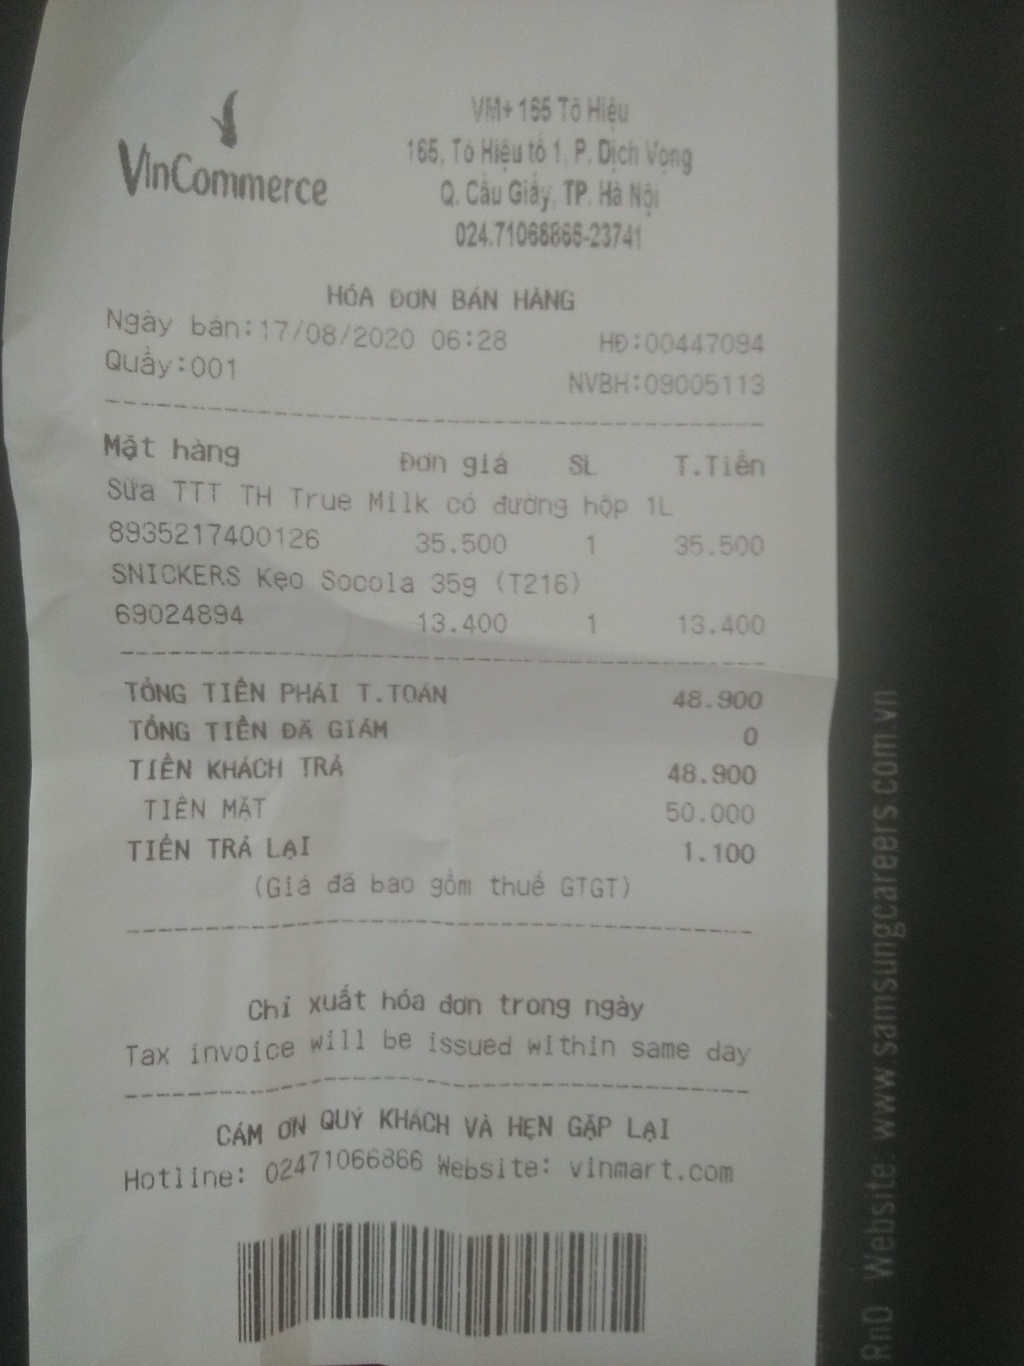 VinCommerce
VM+ 165 Tô Hiệu
165, Tô Hiệu tổ 1, P. Dịch Vọng
Q. Cầu Giấy, TP. Hà Nội
024.71066866-23741
HÓA ĐƠN BÁN HÀNG
Ngày bán:17/08/2020 06:28 HĐ:00447094
Quầy:001 NVBH:09005113
Mặt hàng Đơn giá SL T.Tiền
Sữa TTT TH True Milk có đường hộp 1L
8935217400126 35.500 1 35.500
SNICKERS Kẹo Socola 35g (T216)
69024894 13.400 1 13.400
TỔNG TIỀN PHẢI T.TOÁN 48.900
TỔNG TIỀN ĐÃ GIẢM 0
TIỀN KHÁCH TRẢ 48.900
TIỀN MẶT 50.000
TIỀN TRẢ LẠI 1.100
(Giá đã bao gồm thuế GTGT)
Chỉ xuất hóa đơn trong ngày
Tax invoice will be issued within same day
CẢM ƠN QUÝ KHÁCH VÀ HẸN GẶP LẠI
Hotline: 02471066866 Website: vinmart.com
RnD Website: www.samsungcareers.com.vn